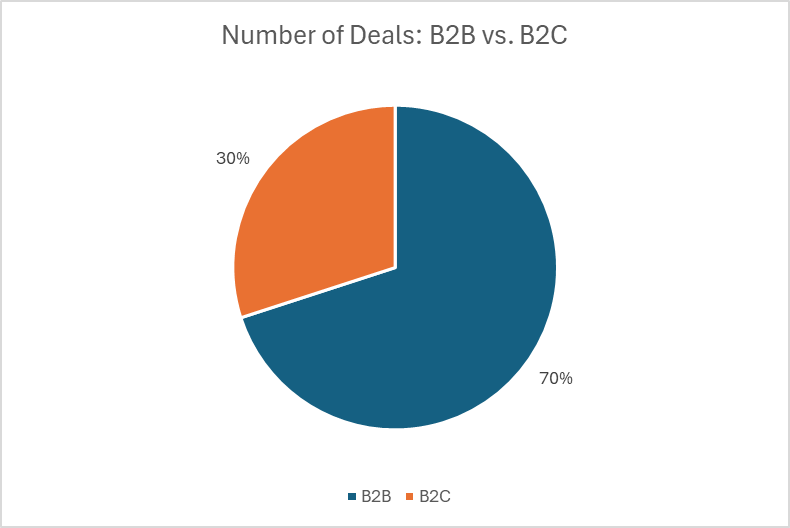 Number of Deals: B2B vs. B2C
30%
70%
B2B B2C